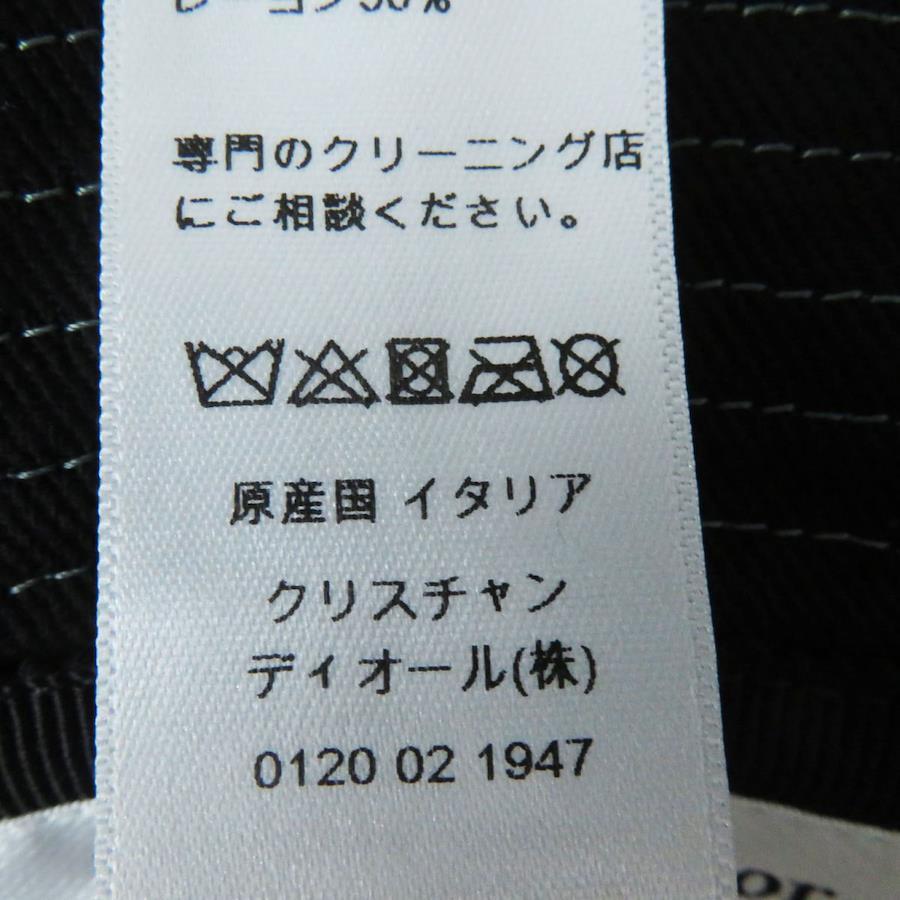 専門のクリーニング店
にご相談ください。
原産国 イタリア
クリスチャン
ディオール(株)
0120 02 1947